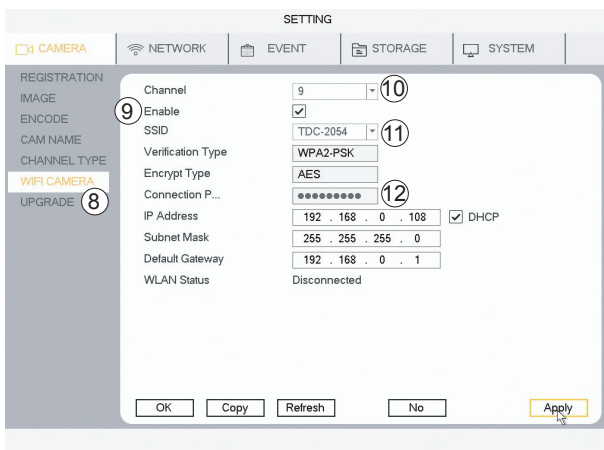 SETTING
CAMERA NETWORK EVENT STORAGE SYSTEM
REGISTRATION
IMAGE
ENCODE
CAM NAME
CHANNEL TYPE
WIFI CAMERA
UPGRADE 8
Channel 9 10
9 Enable
SSID TDC-2054 11
Verification Type WPA2-PSK
Encrypt Type AES
Connection P... ●●●●●●●●● 12
IP Address 192 . 168 . 0 . 108 DHCP
Subnet Mask 255 . 255 . 255 . 0
Default Gateway 192 . 168 . 0 . 1
WLAN Status Disconnected
OK Copy Refresh No Apply